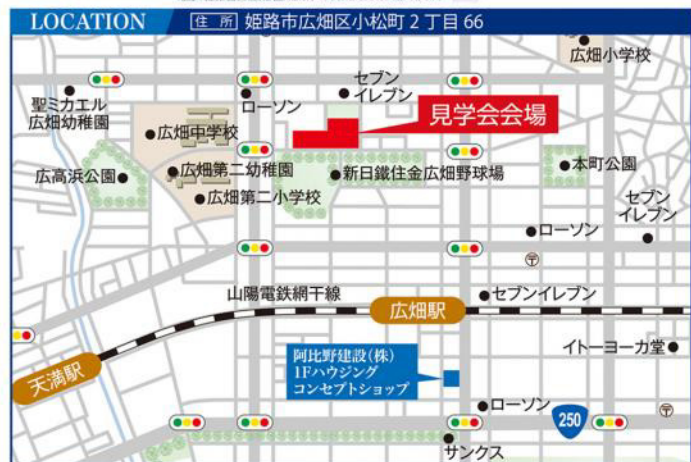 LOCATION
住所 姫路市広畑区小松町2丁目66
広畑小学校
セブン
イレブン
聖ミカエル
広畑幼稚園
ローソン
見学会会場
広畑中学校
広畑第二幼稚園
新日鐵住金広畑野球場
本町公園
広高浜公園
広畑第二小学校
セブン
イレブン
ローソン
〒
山陽電鉄網干線
広畑駅
セブンイレブン
イトーヨーカ堂
天満駅
阿比野建設(株)
1Fハウジング
コンセプトショップ
ローソン
250
〒
サンクス